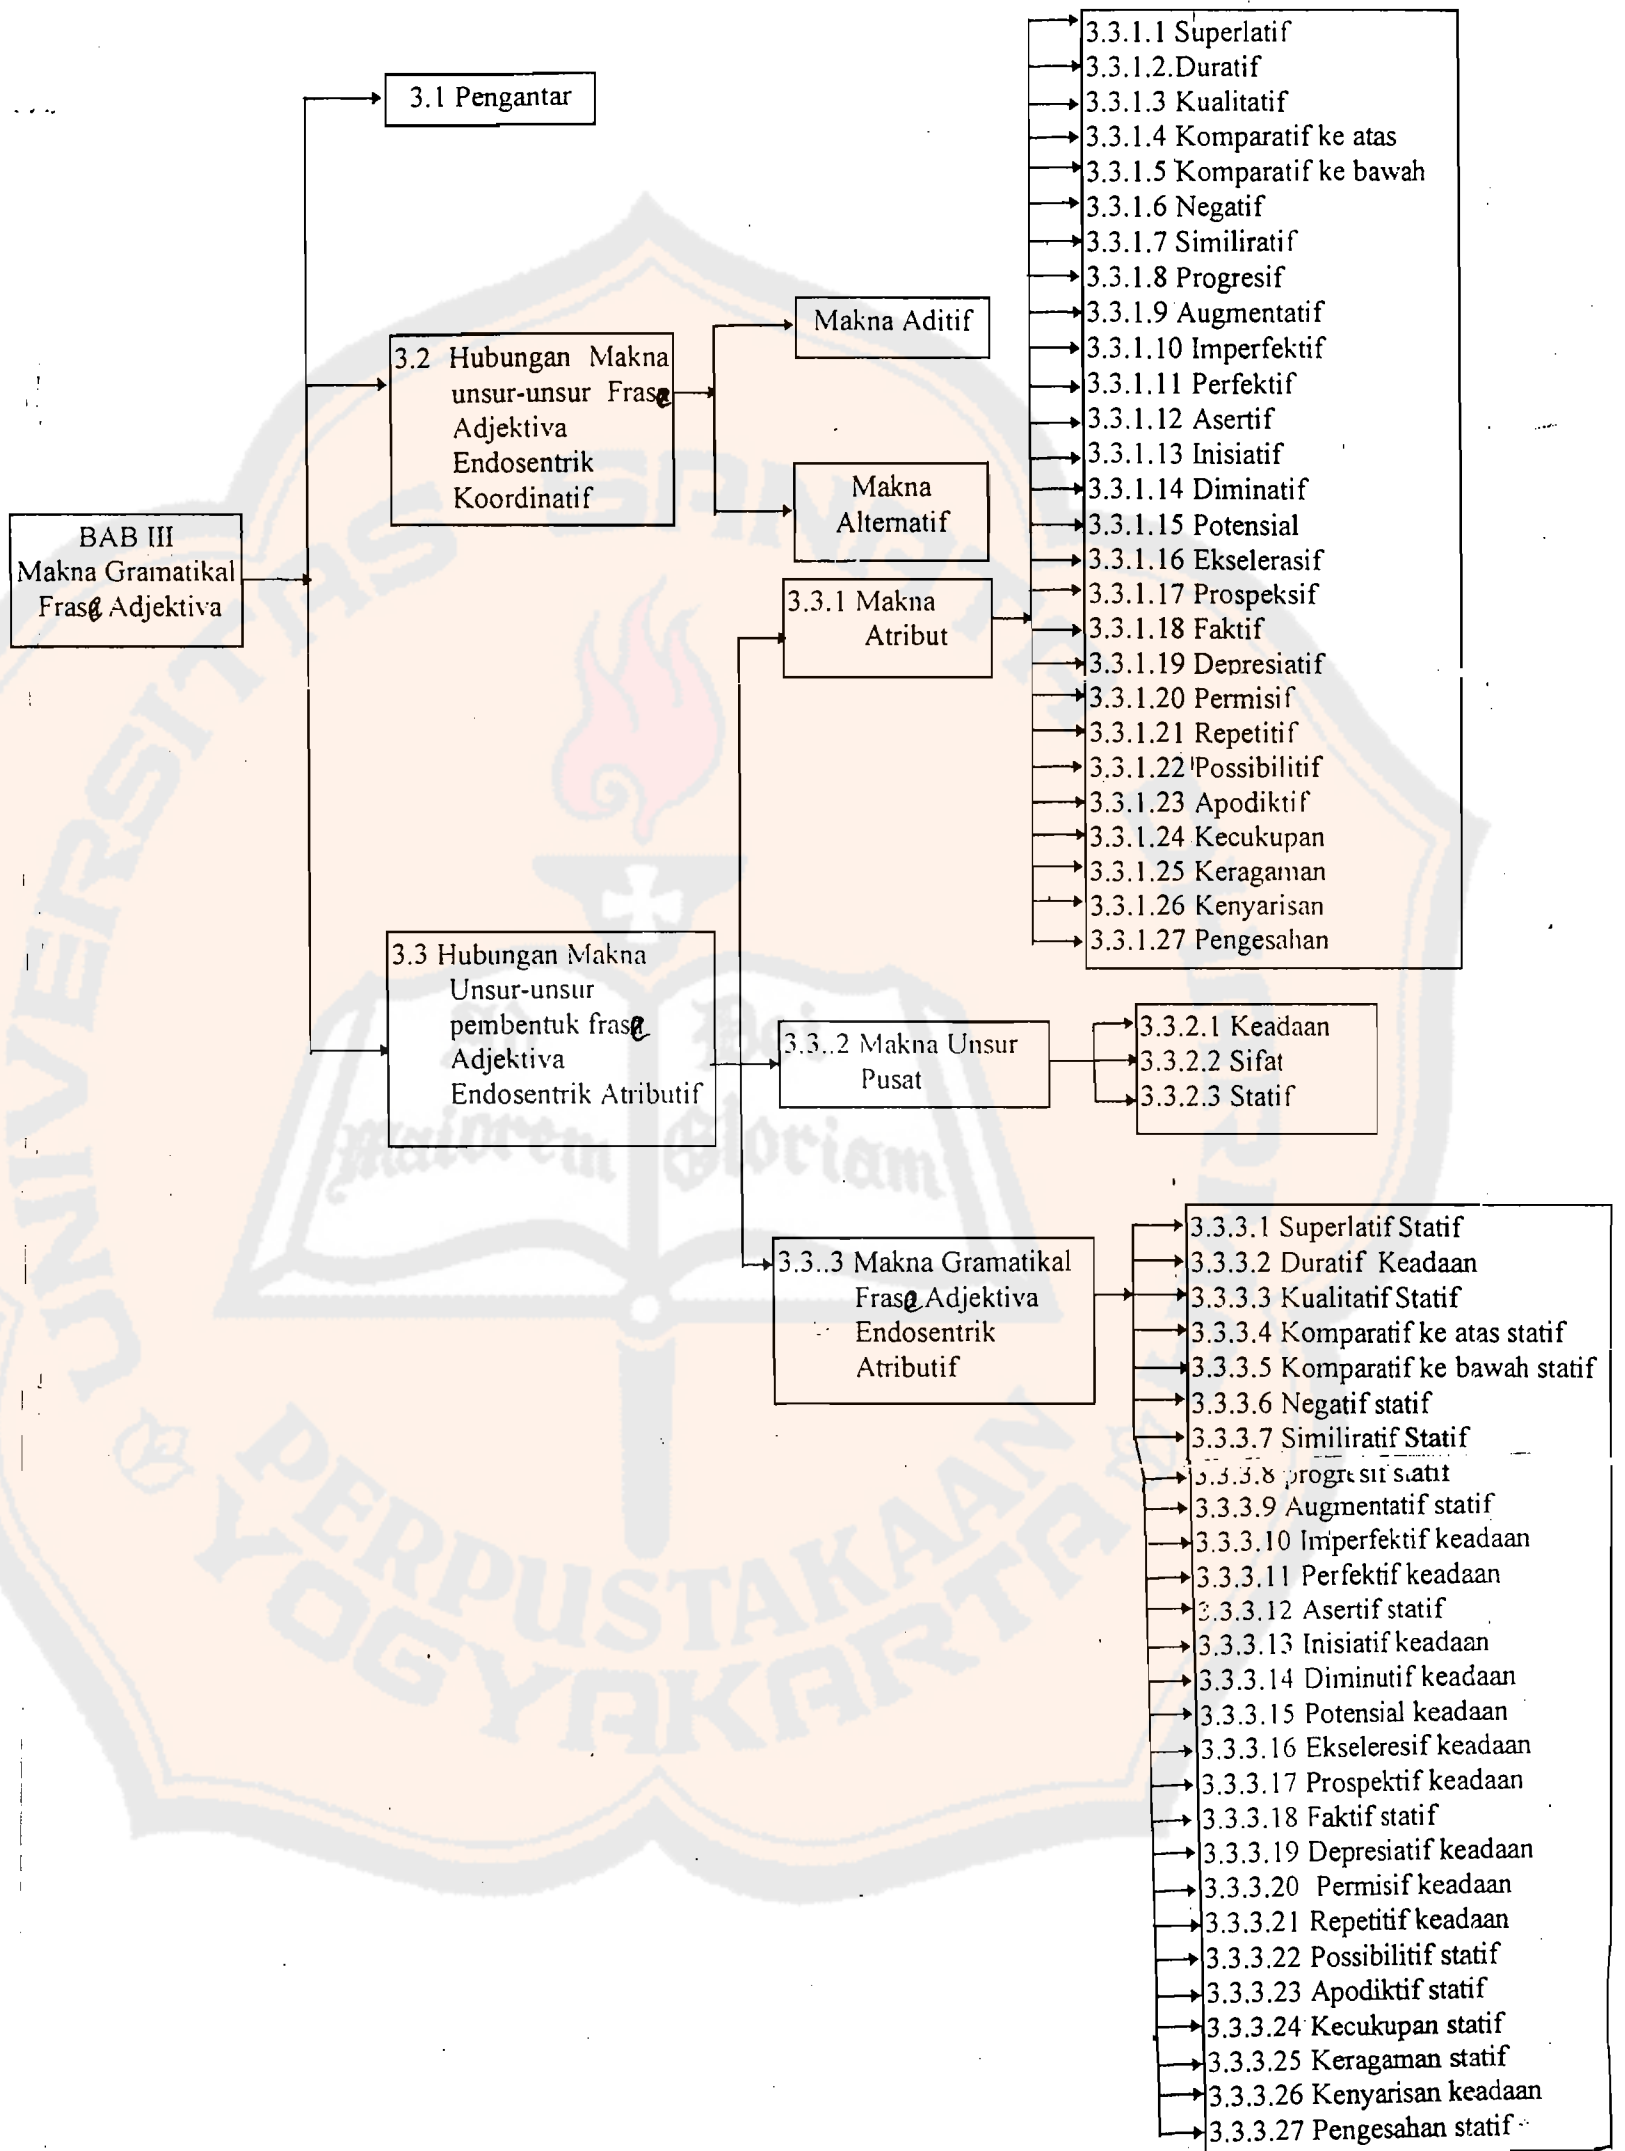 BAB III
Makna Gramatikal
Frase Adjektiva
3.1 Pengantar
3.2 Hubungan Makna
unsur-unsur Frase
Adjektiva
Endosentrik
Koordinatif
Makna Aditif
Makna
Alternatif
3.3 Hubungan Makna
Unsur-unsur
pembentuk frase
Adjektiva
Endosentrik Atributif
3.3.1 Makna
Atribut
3.3.1.1 Superlatif
3.3.1.2.Duratif
3.3.1.3 Kualitatif
3.3.1.4 Komparatif ke atas
3.3.1.5 Komparatif ke bawah
3.3.1.6 Negatif
3.3.1.7 Similiratif
3.3.1.8 Progresif
3.3.1.9 Augmentatif
3.3.1.10 Imperfektif
3.3.1.11 Perfektif
3.3.1.12 Asertif
3.3.1.13 Inisiatif
3.3.1.14 Diminatif
3.3.1.15 Potensial
3.3.1.16 Ekselerasif
3.3.1.17 Prospeksif
3.3.1.18 Faktif
3.3.1.19 Depresiatif
3.3.1.20 Permisif
3.3.1.21 Repetitif
3.3.1.22 Possibilitif
3.3.1.23 Apodiktif
3.3.1.24 Kecukupan
3.3.1.25 Keragaman
3.3.1.26 Kenyarisan
3.3.1.27 Pengesahan
3.3..2 Makna Unsur
Pusat
3.3.2.1 Keadaan
3.3.2.2 Sifat
3.3.2.3 Statif
3.3..3 Makna Gramatikal
Frase Adjektiva
Endosentrik
Atributif
3.3.3.1 Superlatif Statif
3.3.3.2 Duratif Keadaan
3.3.3.3 Kualitatif Statif
3.3.3.4 Komparatif ke atas statif
3.3.3.5 Komparatif ke bawah statif
3.3.3.6 Negatif statif
3.3.3.7 Similiratif Statif
3.3.3.8 progresif statif
3.3.3.9 Augmentatif statif
3.3.3.10 Imperfektif keadaan
3.3.3.11 Perfektif keadaan
3.3.3.12 Asertif statif
3.3.3.13 Inisiatif keadaan
3.3.3.14 Diminutif keadaan
3.3.3.15 Potensial keadaan
3.3.3.16 Ekseleresif keadaan
3.3.3.17 Prospektif keadaan
3.3.3.18 Faktif statif
3.3.3.19 Depresiatif keadaan
3.3.3.20 Permisif keadaan
3.3.3.21 Repetitif keadaan
3.3.3.22 Possibilitif statif
3.3.3.23 Apodiktif statif
3.3.3.24 Kecukupan statif
3.3.3.25 Keragaman statif
3.3.3.26 Kenyarisan keadaan
3.3.3.27 Pengesahan statif
UNIVERSITAS SANATA DHARMA
Ad Dei
Maiorem Gloriam
PERPUSTAKAAN
YOGYAKARTA